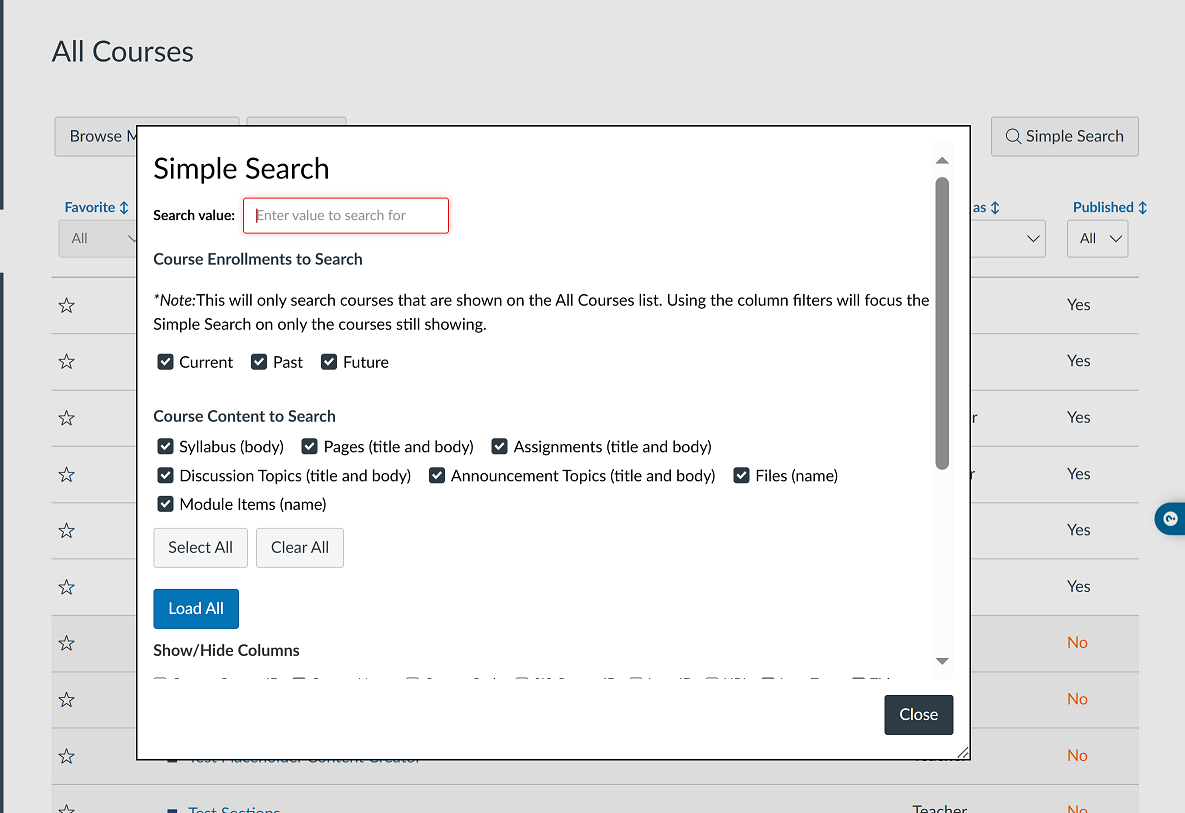 All Courses
Browse M
Simple Search
Simple Search
Search value: Enter value to search for
Favorite
as
Published
All
All
Course Enrollments to Search
*Note:This will only search courses that are shown on the All Courses list. Using the column filters will focus the
Simple Search on only the courses still showing.
Yes
Current Past Future
Yes
Course Content to Search
r
Yes
Syllabus (body) Pages (title and body) Assignments (title and body)
Discussion Topics (title and body) Announcement Topics (title and body) Files (name)
r
Yes
Module Items (name)
Yes
Select All Clear All
Yes
Load All
No
Show/Hide Columns
No
Close
Test Placeholder Content Creator
Teacher
No
Test Sections
Teacher
No